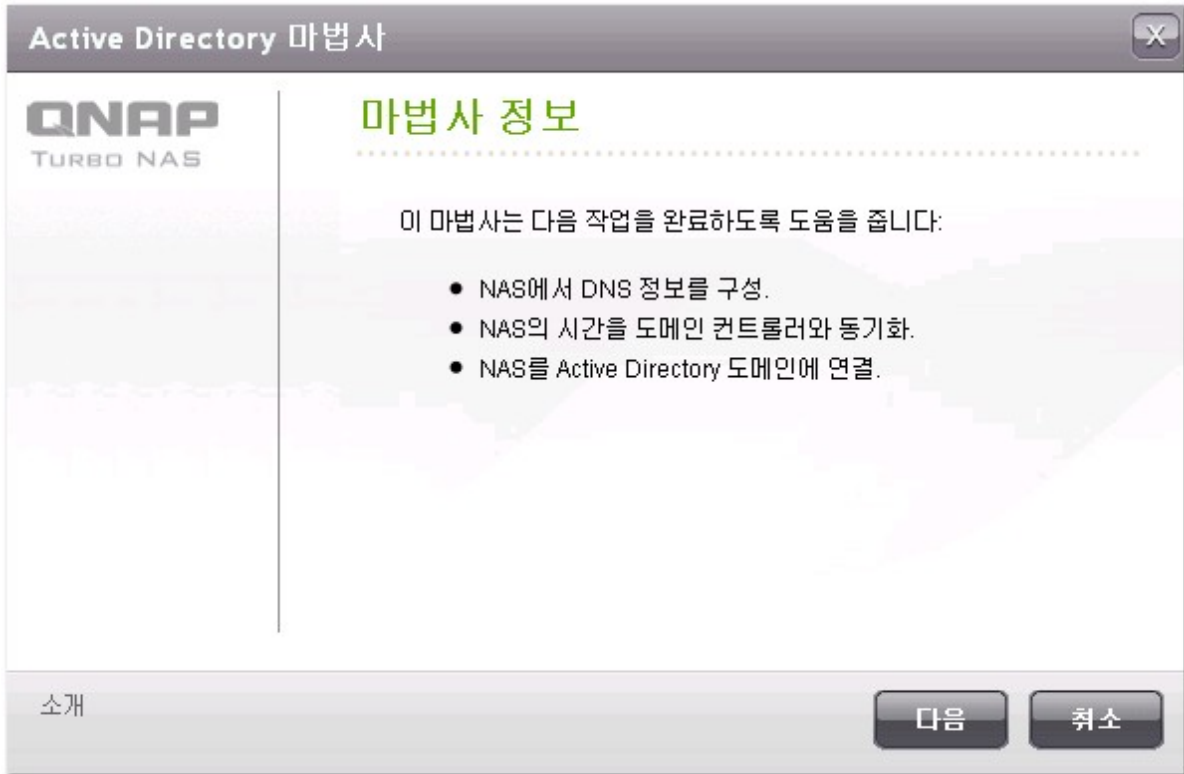 Active Directory 마법사
X
QNAP
TURBO NAS
마법사 정보
이 마법사는 다음 작업을 완료하도록 도움을 줍니다:
● NAS에서 DNS 정보를 구성.
● NAS의 시간을 도메인 컨트롤러와 동기화.
● NAS를 Active Directory 도메인에 연결.
소개
다음
취소